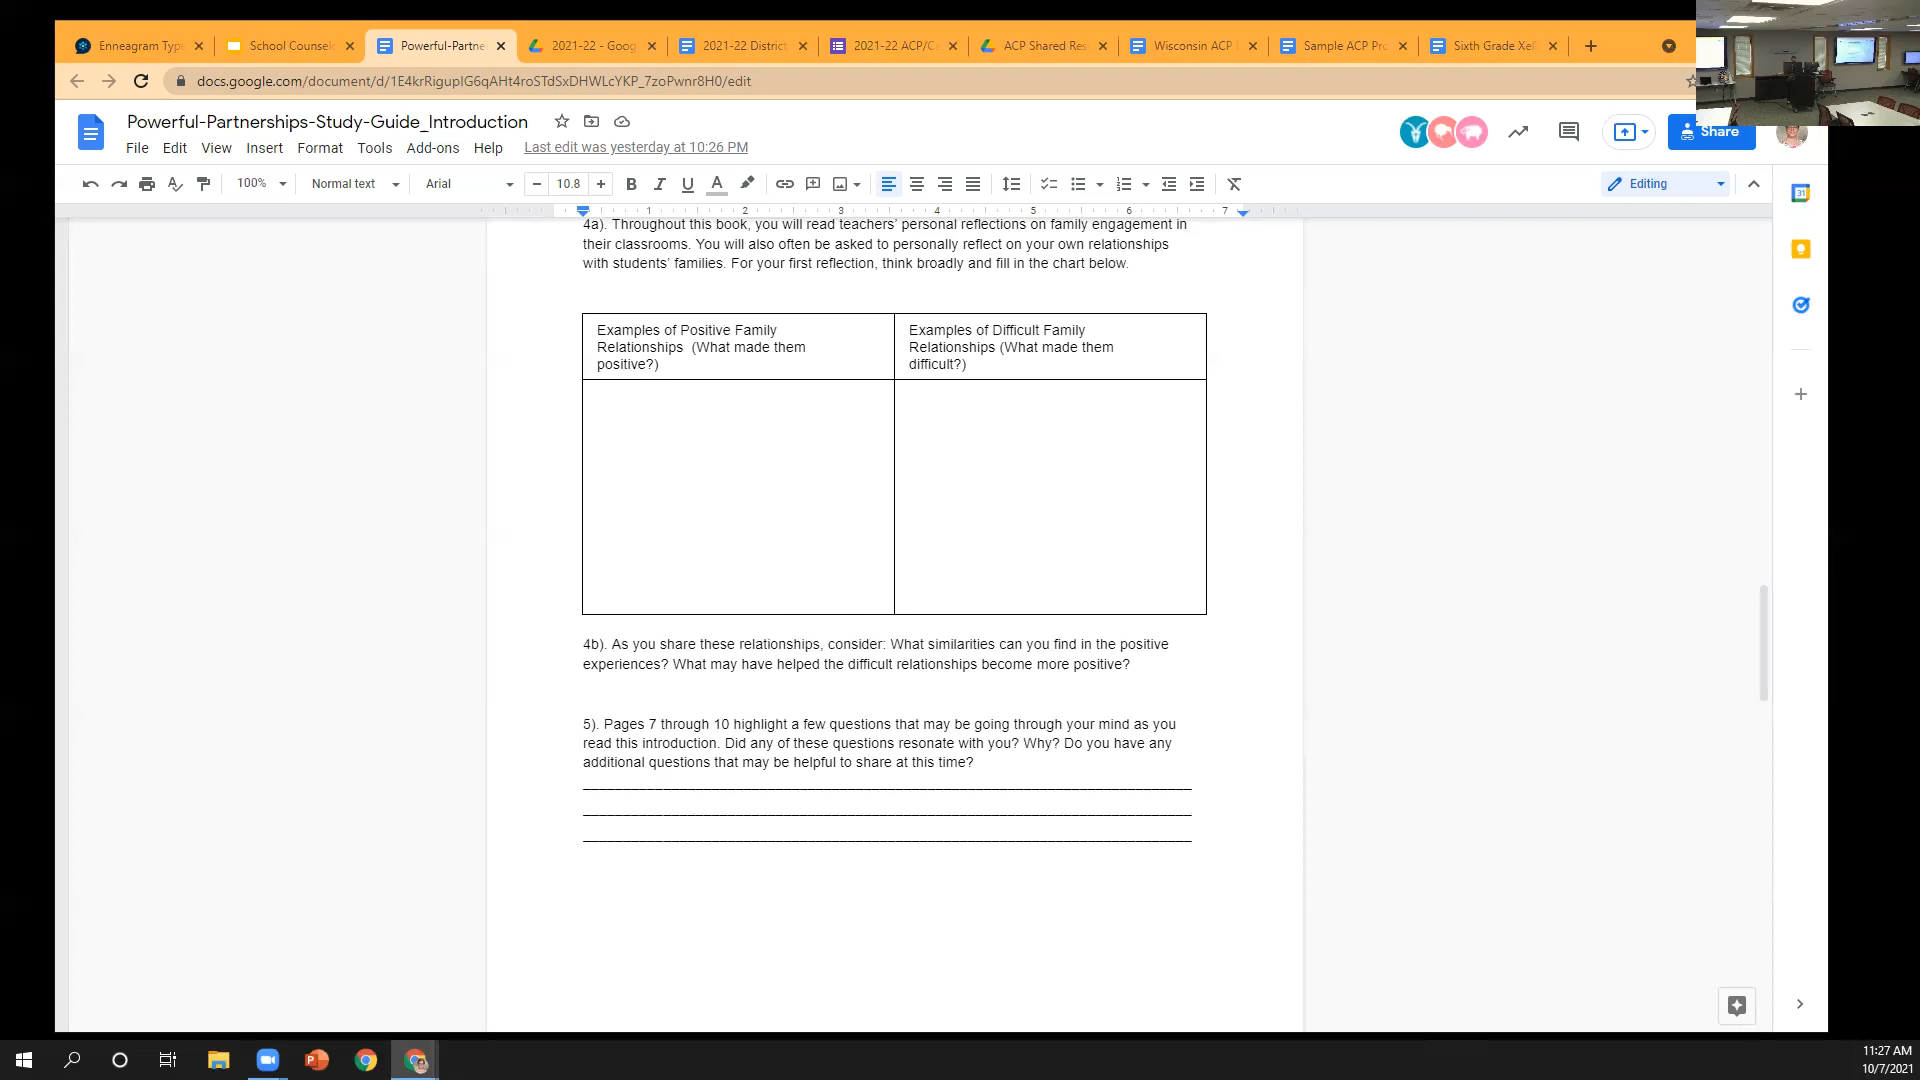 Enneagram Type
School Counsel
Powerful-Partne
2021-22 - Goog
2021-22 District
2021-22 ACP/C
ACP Shared Res
Wisconsin ACP
Sample ACP Pr
Sixth Grade Xel
docs.google.com/document/d/1E4krRiguplG6qAHt4roSTdSxDHWLcYKP_7zoPwnr8H0/edit
Powerful-Partnerships-Study-Guide_Introduction
Share
File Edit View Insert Format Tools Add-ons Help Last edit was yesterday at 10:26 PM
100% Normal text Arial − 10.8 + B I U A Editing
31
1 2 3 4 5 6 7
4a). Throughout this book, you will read teachers' personal reflections on family engagement in
their classrooms. You will also often be asked to personally reflect on your own relationships
with students' families. For your first reflection, think broadly and fill in the chart below.
Examples of Positive Family
Relationships (What made them
positive?)
Examples of Difficult Family
Relationships (What made them
difficult?)
4b). As you share these relationships, consider: What similarities can you find in the positive
experiences? What may have helped the difficult relationships become more positive?
5). Pages 7 through 10 highlight a few questions that may be going through your mind as you
read this introduction. Did any of these questions resonate with you? Why? Do you have any
additional questions that may be helpful to share at this time?
11:27 AM
10/7/2021